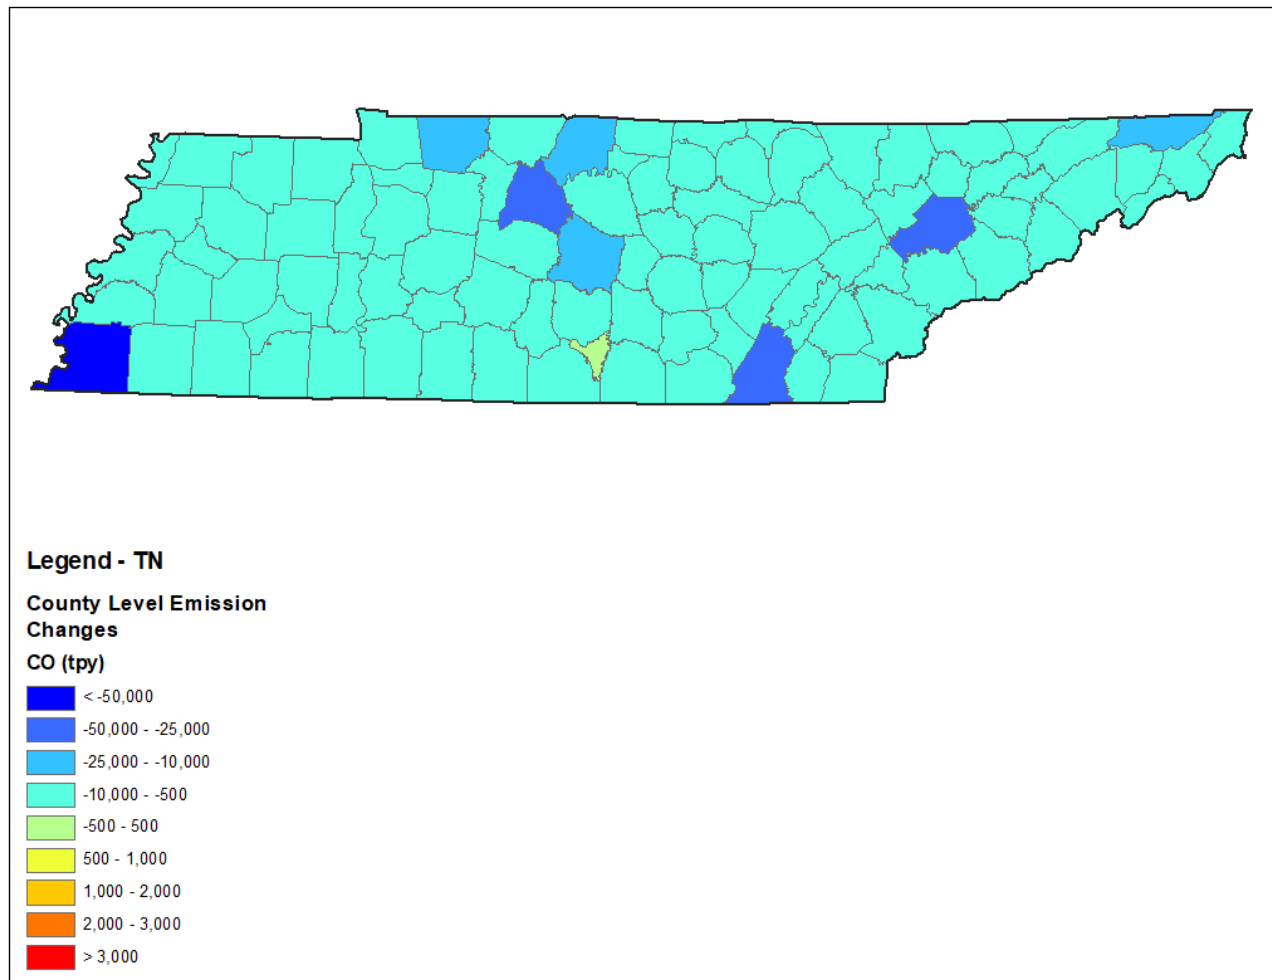 Legend - TN
County Level Emission
Changes
CO (tpy)
< -50,000
-50,000 - -25,000
-25,000 - -10,000
-10,000 - -500
-500 - 500
500 - 1,000
1,000 - 2,000
2,000 - 3,000
> 3,000